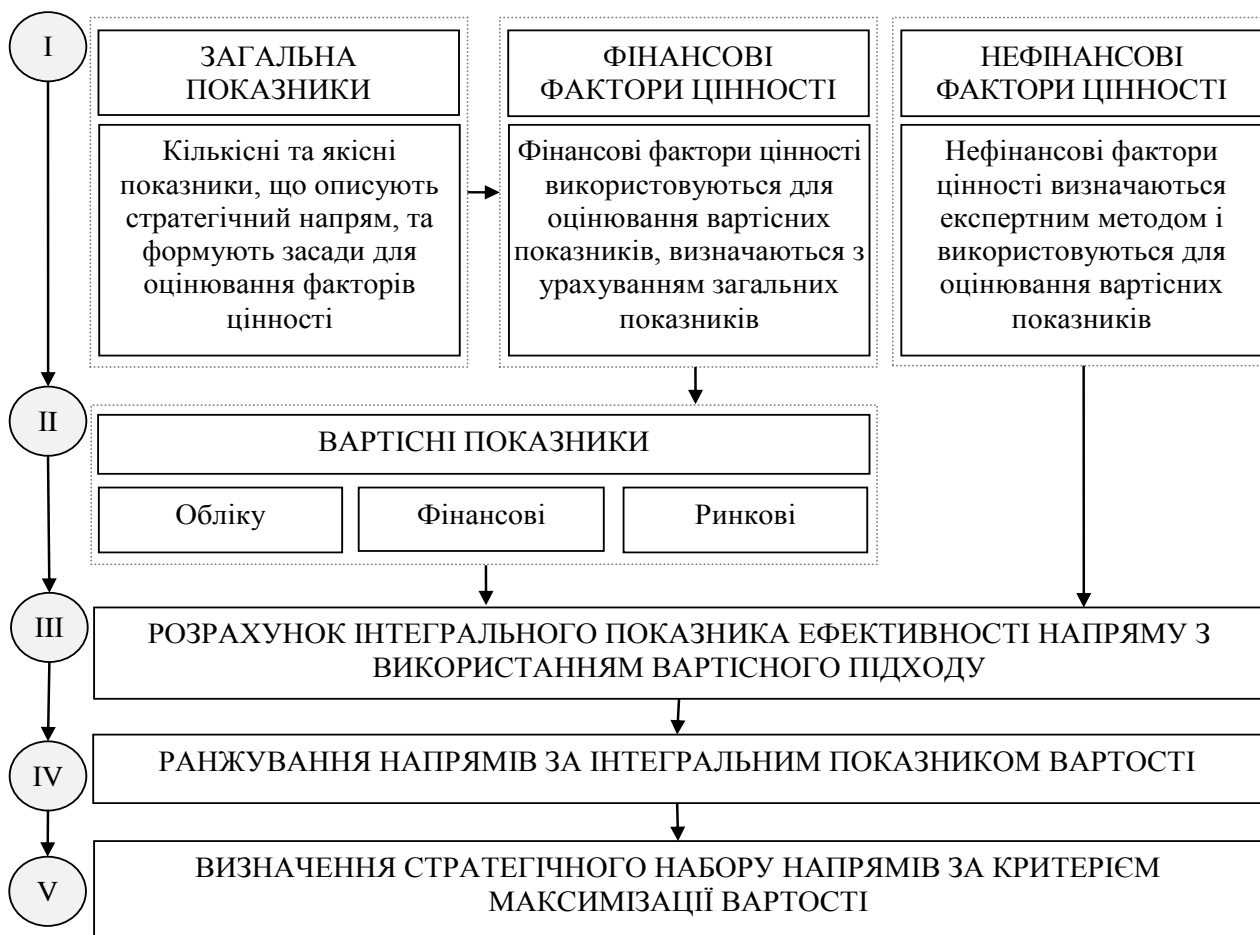 I
ЗАГАЛЬНА
ПОКАЗНИКИ
Кількісні та якісні
показники, що описують
стратегічний напрям, та
формують засади для
оцінювання факторів
цінності
ФІНАНСОВІ
ФАКТОРИ ЦІННОСТІ
Фінансові фактори цінності
використовуються для
оцінювання вартісних
показників, визначаються з
урахуванням загальних
показників
НЕФІНАНСОВІ
ФАКТОРИ ЦІННОСТІ
Нефінансові фактори
цінності визначаються
експертним методом і
використовуються для
оцінювання вартісних
показників
II
ВАРТІСНІ ПОКАЗНИКИ
Обліку
Фінансові
Ринкові
III
РОЗРАХУНОК ІНТЕГРАЛЬНОГО ПОКАЗНИКА ЕФЕКТИВНОСТІ НАПРЯМУ З
ВИКОРИСТАННЯМ ВАРТІСНОГО ПІДХОДУ
IV
РАНЖУВАННЯ НАПРЯМІВ ЗА ІНТЕГРАЛЬНИМ ПОКАЗНИКОМ ВАРТОСТІ
V
ВИЗНАЧЕННЯ СТРАТЕГІЧНОГО НАБОРУ НАПРЯМІВ ЗА КРИТЕРІЄМ
МАКСИМІЗАЦІЇ ВАРТОСТІ